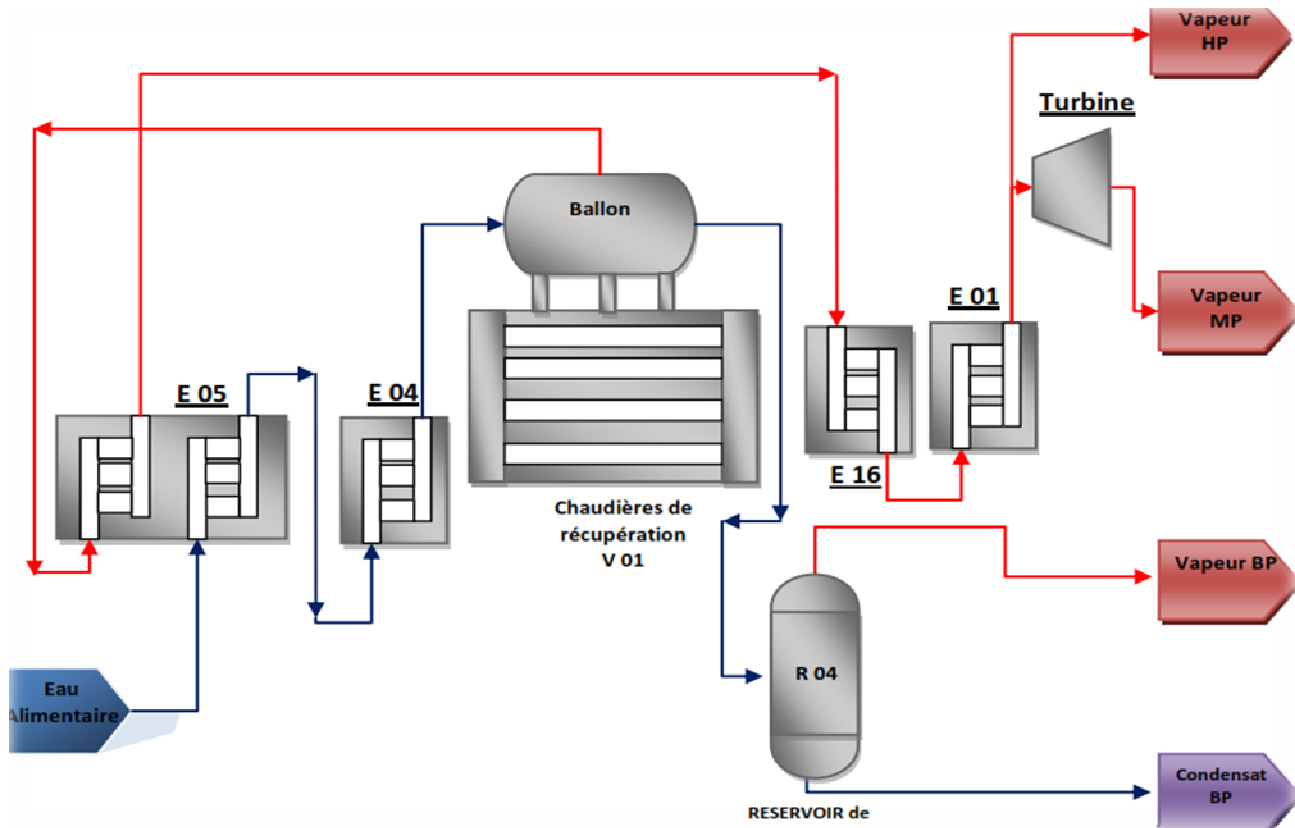 Vapeur
HP
Turbine
Ballon
Vapeur
MP
E 01
E 05
E 04
E 16
Chaudières de
récupération
V 01
Vapeur BP
R 04
Eau
Alimentaire
Condensat
BP
RESERVOIR de